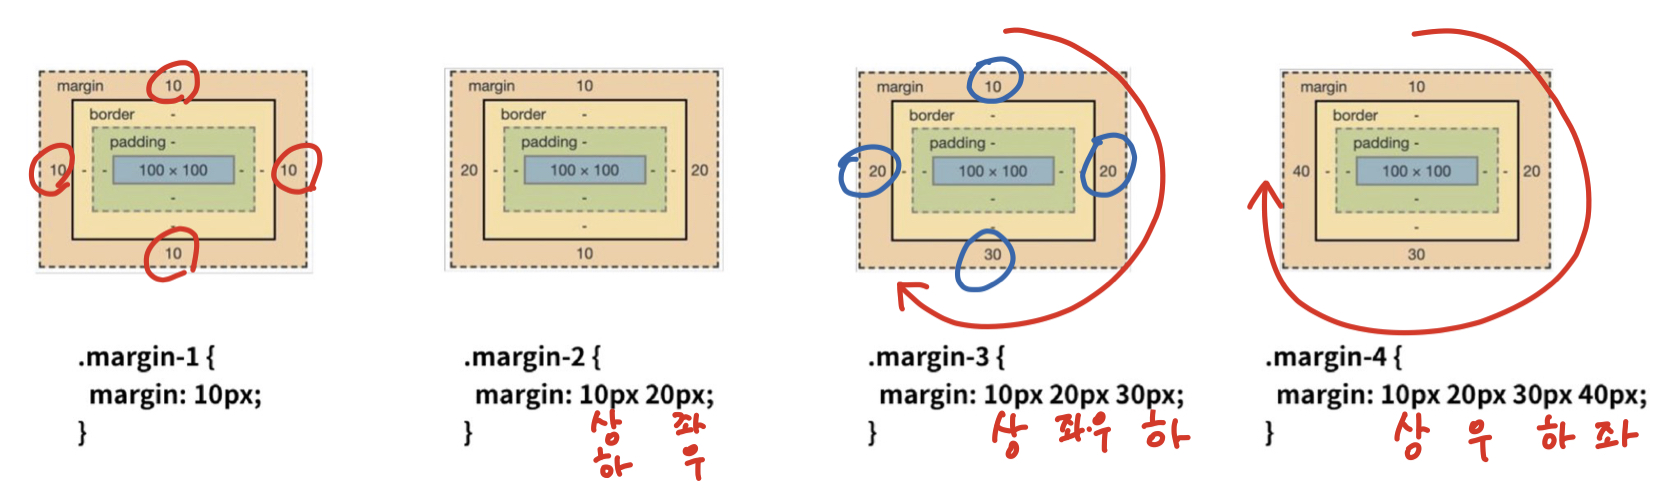 margin 10
border -
padding -
10 - - 100 × 100 - - 10
-
-
10
.margin-1 {
margin: 10px;
}
margin 10
border -
padding -
20 - - 100 × 100 - - 20
-
-
10
.margin-2 {
margin: 10px 20px;
}
상 좌
하 우
margin 10
border -
padding -
20 - - 100 × 100 - - 20
-
-
30
.margin-3 {
margin: 10px 20px 30px;
}
상 좌·우 하
margin 10
border -
padding -
40 - - 100 × 100 - - 20
-
-
30
.margin-4 {
margin: 10px 20px 30px 40px;
}
상 우 하 좌